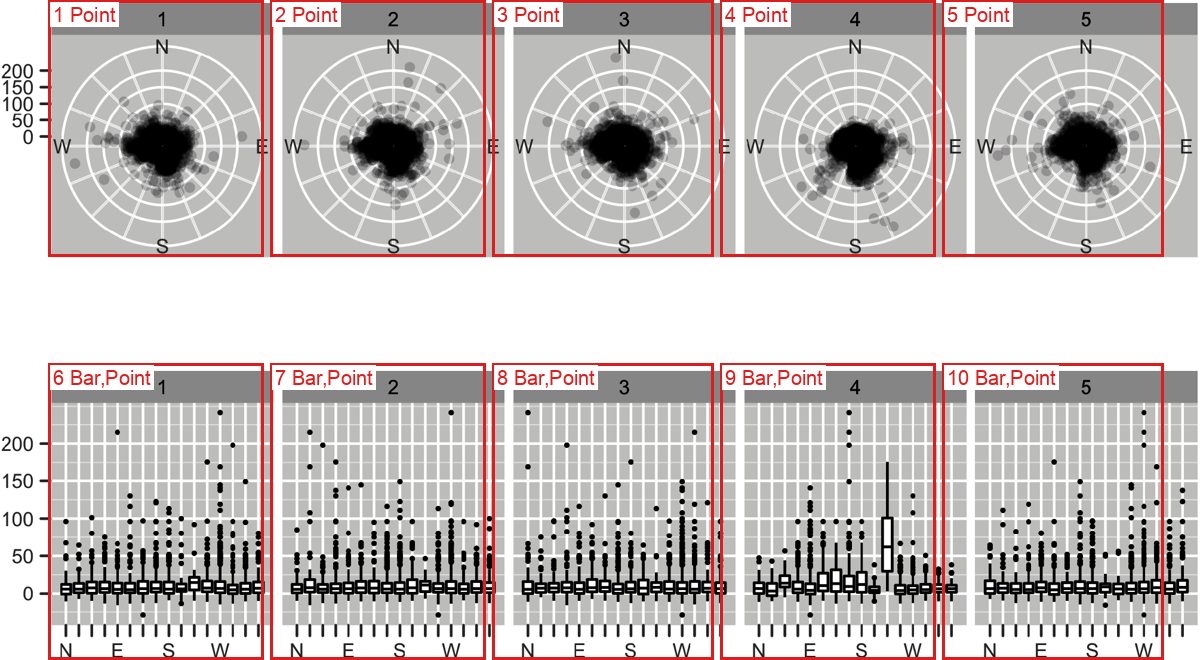 1 Point 1 2 Point 2 3 Point 3 4 Point 4 5 Point 5
N N N N N
200
150
100
50
0
W E W E W E W E W E
S S S S S
6 Bar,Point 1 7 Bar,Point 2 8 Bar,Point 3 9 Bar,Point 4 10 Bar,Point 5
200
150
100
50
0
N E S W N E S W N E S W N E S W N E S W